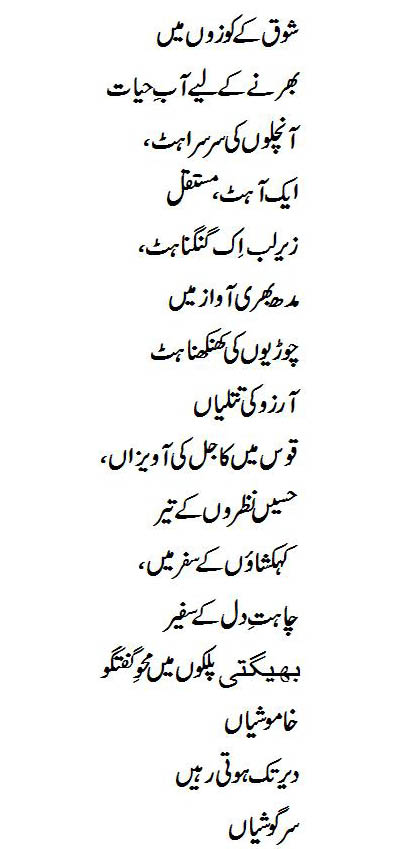 شوق کے کوزوں میں
بھرنے کے لیے آبِ حیات
آنچلوں کی سرسراہٹ،
ایک آہٹ، مستقل
زیرِلب اِک گنگناہٹ،
مدھ بھری آواز میں
چوڑیوں کی کھنکھناہٹ
آرزو کی تتلیاں
قوس میں کاجل کی آویزاں،
حسیں نظروں کے تیر
کہکشاؤں کے سفر میں،
چاہتِ دل کے سفیر
بھیگتی پلکوں میں محوِ گفتگو
خاموشیاں
دیر تک ہوتی رہیں
سرگوشیاں